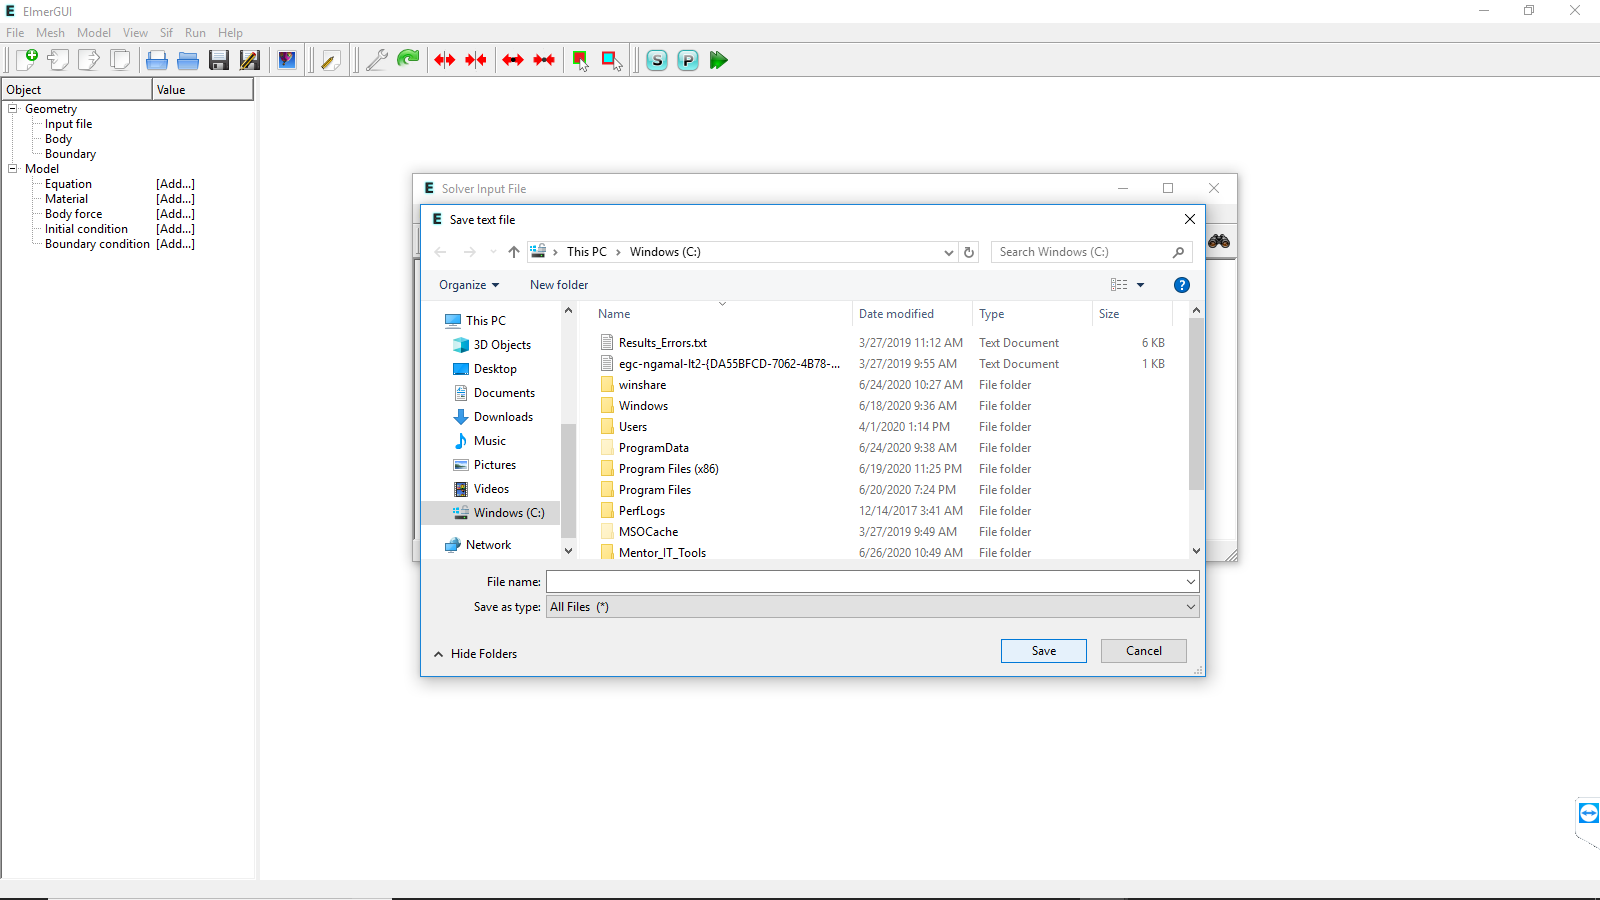 ElmerGUI
File Mesh Model View Sif Run Help
S P
Object Value
Geometry
Input file
Body
Boundary
Model
Equation [Add...]
Material [Add...]
Body force [Add...]
Initial condition [Add...]
Boundary condition [Add...]
E Solver Input File
E Save text file
This PC › Windows (C:)
Search Windows (C:)
Organize New folder ?
This PC
3D Objects
Desktop
Documents
Downloads
Music
Pictures
Videos
Windows (C:)
Network
Name Date modified Type Size
Results_Errors.txt 3/27/2019 11:12 AM Text Document 6 KB
egc-ngamal-lt2-{DA55BFCD-7062-4B78-... 3/27/2019 9:55 AM Text Document 1 KB
winshare 6/24/2020 10:27 AM File folder
Windows 6/18/2020 9:36 AM File folder
Users 4/1/2020 1:14 PM File folder
ProgramData 6/24/2020 9:38 AM File folder
Program Files (x86) 6/19/2020 11:25 PM File folder
Program Files 6/20/2020 7:24 PM File folder
PerfLogs 12/14/2017 3:41 AM File folder
MSOCache 3/27/2019 9:49 AM File folder
Mentor_IT_Tools 6/26/2020 10:49 AM File folder
File name:
Save as type: All Files (*)
Hide Folders
Save Cancel